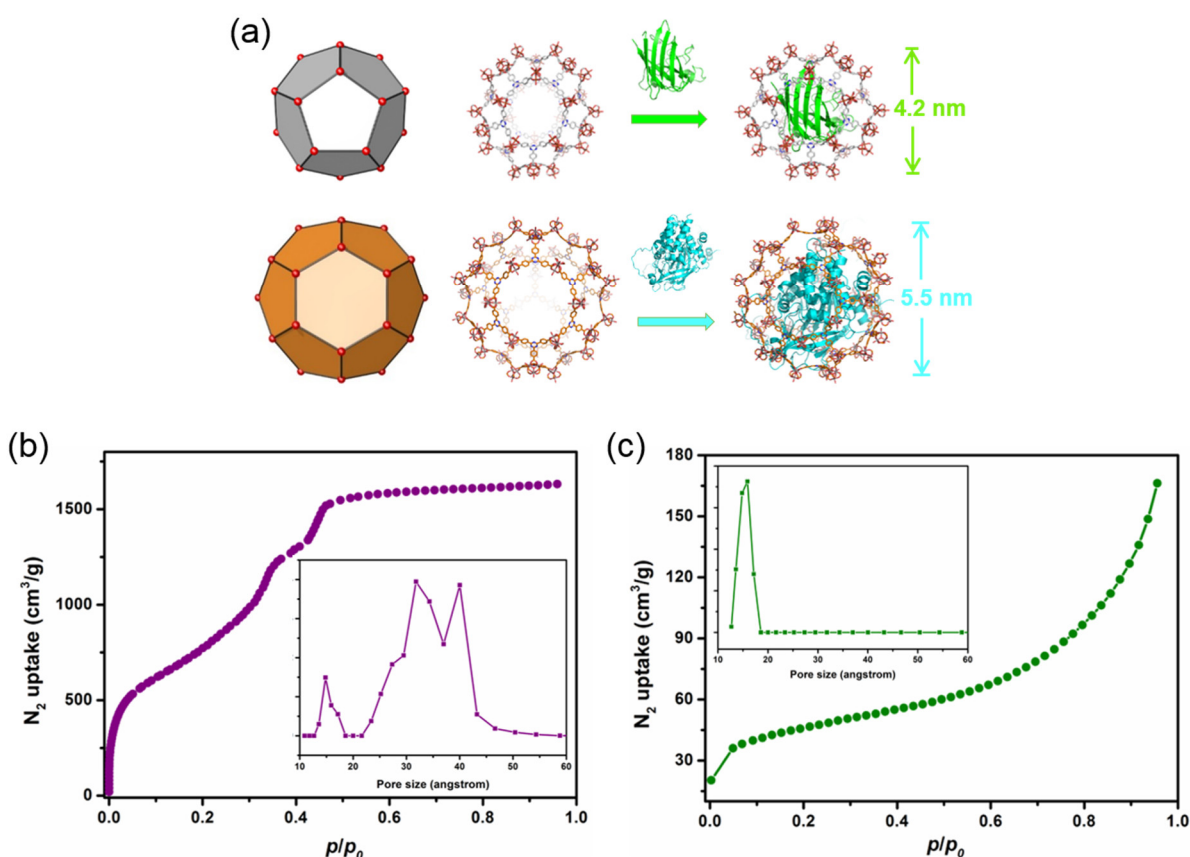 (a)
4.2 nm
5.5 nm
(b)
N₂ uptake (cm³/g)
1500
1000
500
0
0.0 0.2 0.4 0.6 0.8 1.0
p/p₀
10 20 30 40 50 60
Pore size (angstrom)
(c)
N₂ uptake (cm³/g)
180
150
120
90
60
30
0.0 0.2 0.4 0.6 0.8 1.0
p/p₀
10 20 30 40 50 60
Pore size (angstrom)